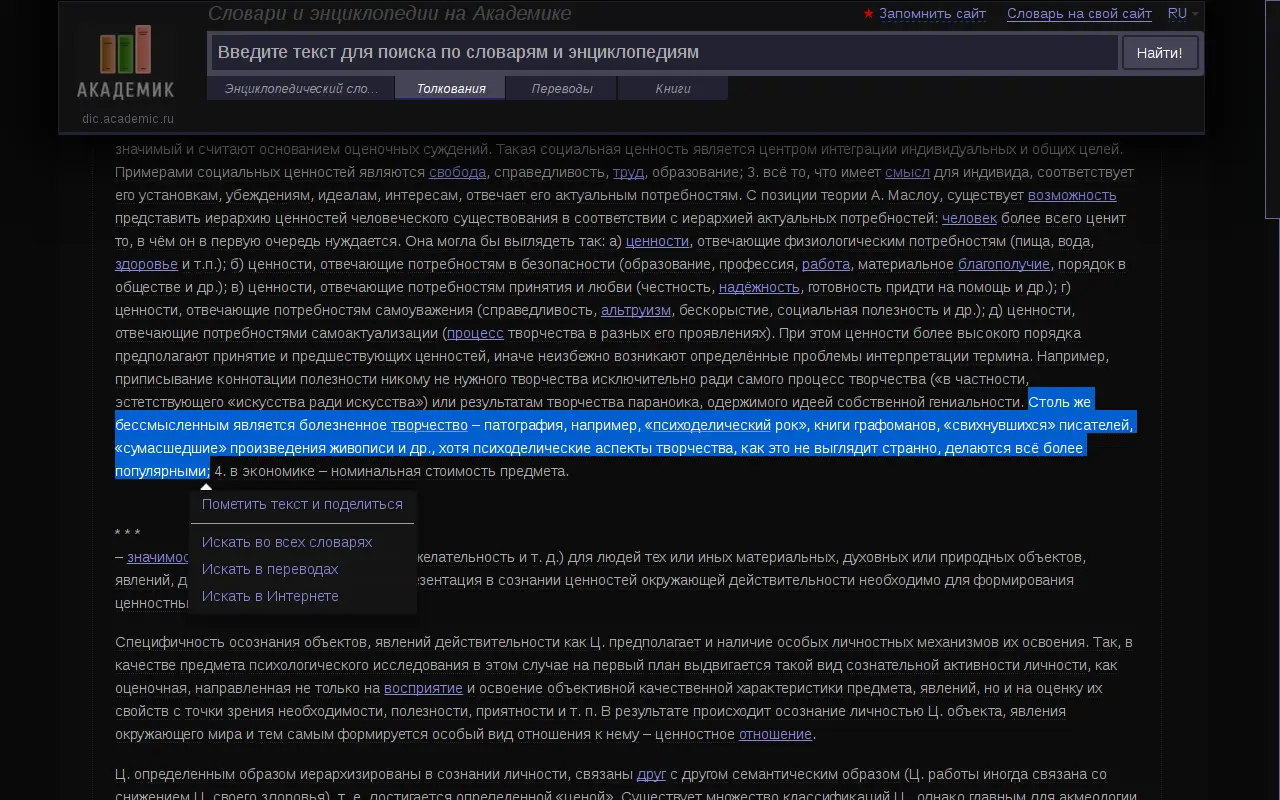 Словари и энциклопедии на Академике
Запомнить сайт
Словарь на свой сайт
RU
АКАДЕМИК
dic.academic.ru
Введите текст для поиска по словарям и энциклопедиям
Найти!
Энциклопедический сло...
Толкования
Переводы
Книги
значимый и считают основанием оценочных суждений. Такая социальная ценность является центром интеграции индивидуальных и общих целей.
Примерами социальных ценностей являются свобода, справедливость, труд, образование; 3. всё то, что имеет смысл для индивида, соответствует
его установкам, убеждениям, идеалам, интересам, отвечает его актуальным потребностям. С позиции теории А. Маслоу, существует возможность
представить иерархию ценностей человеческого существования в соответствии с иерархией актуальных потребностей: человек более всего ценит
то, в чём он в первую очередь нуждается. Она могла бы выглядеть так: а) ценности, отвечающие физиологическим потребностям (пища, вода,
здоровье и т.п.); б) ценности, отвечающие потребностям в безопасности (образование, профессия, работа, материальное благополучие, порядок в
обществе и др.); в) ценности, отвечающие потребностям принятия и любви (честность, надёжность, готовность придти на помощь и др.); г)
ценности, отвечающие потребностям самоуважения (справедливость, альтруизм, бескорыстие, социальная полезность и др.); д) ценности,
отвечающие потребностями самоактуализации (процесс творчества в разных его проявлениях). При этом ценности более высокого порядка
предполагают принятие и предшествующих ценностей, иначе неизбежно возникают определённые проблемы интерпретации термина. Например,
приписывание коннотации полезности никому не нужного творчества исключительно ради самого процесс творчества («в частности,
эстетствующего «искусства ради искусства») или результатам творчества параноика, одержимого идеей собственной гениальности. Столь же
бессмысленным является болезненное творчество – патография, например, «психоделический рок», книги графоманов, «свихнувшихся» писателей,
«сумасшедшие» произведения живописи и др., хотя психоделические аспекты творчества, как это не выглядит странно, делаются всё более
популярными; 4. в экономике – номинальная стоимость предмета.
Пометить текст и поделиться
Искать во всех словарях
Искать в переводах
Искать в Интернете
* * *
– значимос желательность и т. д.) для людей тех или иных материальных, духовных или природных объектов,
явлений, д зентация в сознании ценностей окружающей действительности необходимо для формирования
ценностны
Специфичность осознания объектов, явлений действительности как Ц. предполагает и наличие особых личностных механизмов их освоения. Так, в
качестве предмета психологического исследования в этом случае на первый план выдвигается такой вид сознательной активности личности, как
оценочная, направленная не только на восприятие и освоение объективной качественной характеристики предмета, явлений, но и на оценку их
свойств с точки зрения необходимости, полезности, приятности и т. п. В результате происходит осознание личностью Ц. объекта, явления
окружающего мира и тем самым формируется особый вид отношения к нему – ценностное отношение.
Ц. определенным образом иерархизированы в сознании личности, связаны друг с другом семантическим образом (Ц. работы иногда связана со
снижением Ц. своего здоровья), т. е. достигается определенной «ценой». Существует множество классификаций Ц., однако главным для акмеологии